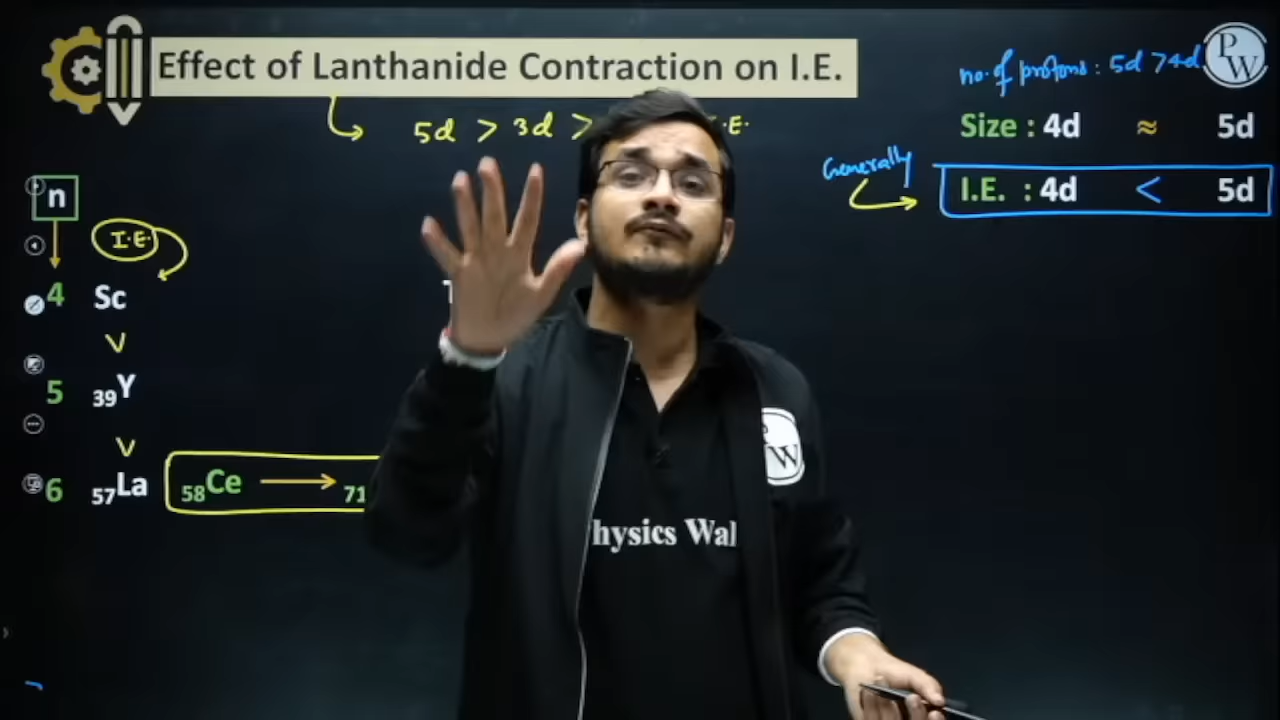 Effect of Lanthanide Contraction on I.E.
no. of protons : 5d > 4d
PW
5d > 3d >
I.E.
Size : 4d ≈ 5d
Generally
I.E. : 4d < 5d
n
I.E.
4 Sc
V
5 39Y
V
6 57La 58Ce → 71
W
Physics Wal